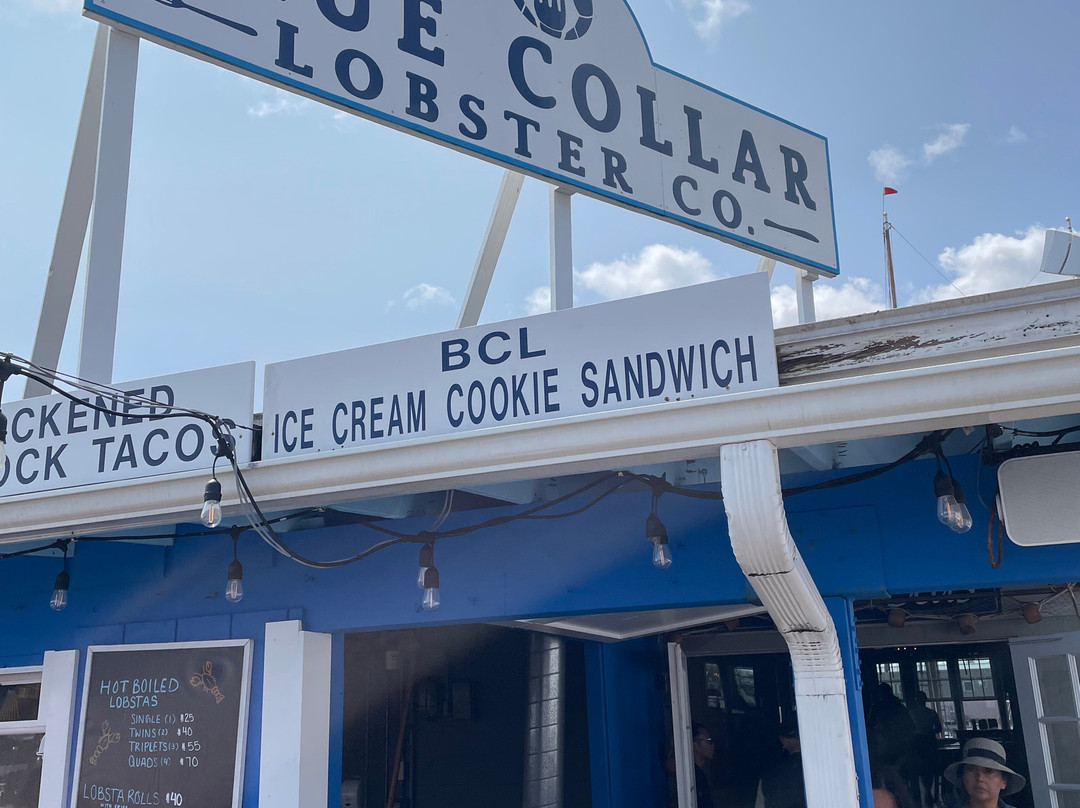 UE COLLAR
LOBSTER CO.
BCL
ICE CREAM COOKIE SANDWICH
CKENED
OCK TACOS
HOT BOILED
LOBSTAS
SINGLE (1) $25
TWINS (2) $40
TRIPLETS (3) $55
QUADS (4) $70
LOBSTA ROLLS $40